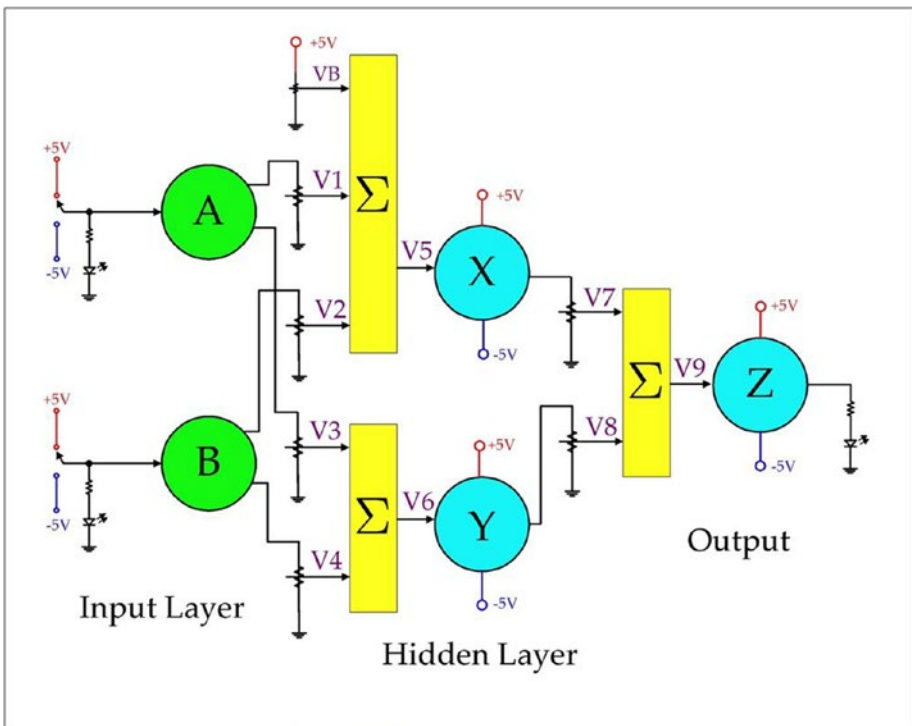 +5V
VB
+5V
V1
A
Σ
+5V
-5V
V5
X
V2
V7
-5V
+5V
+5V
V9
Σ
Z
B
V3
+5V
V8
-5V
V6
-5V
Σ
Y
V4
Output
Input Layer
-5V
Hidden Layer